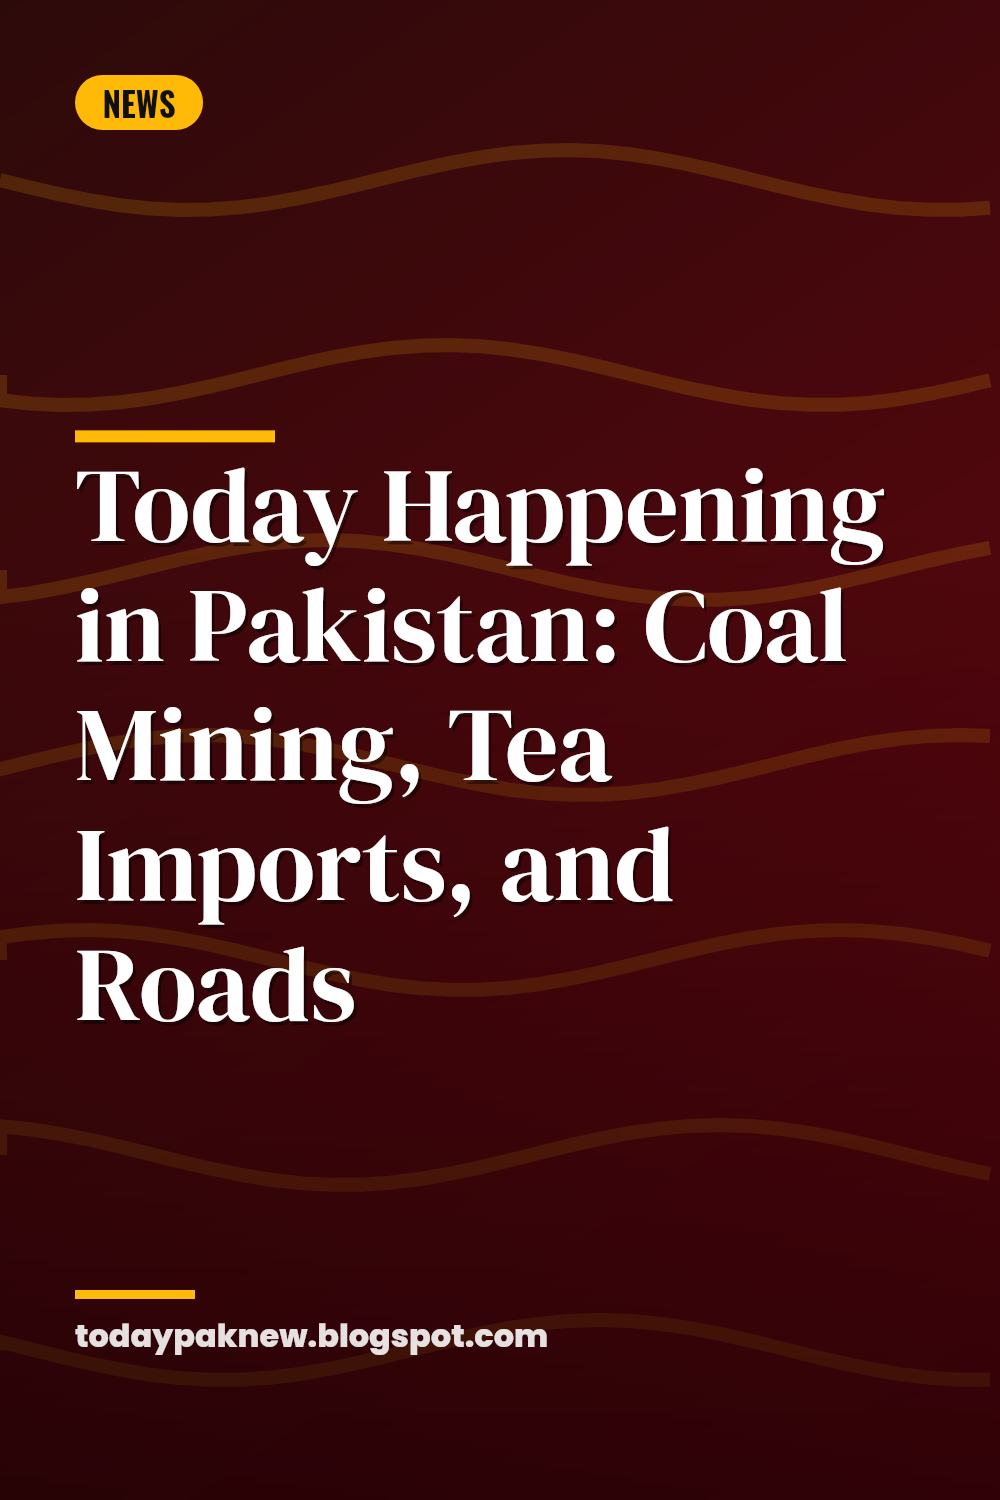 NEWS
Today Happening
in Pakistan: Coal
Mining, Tea
Imports, and
Roads
todaypaknew.blogspot.com